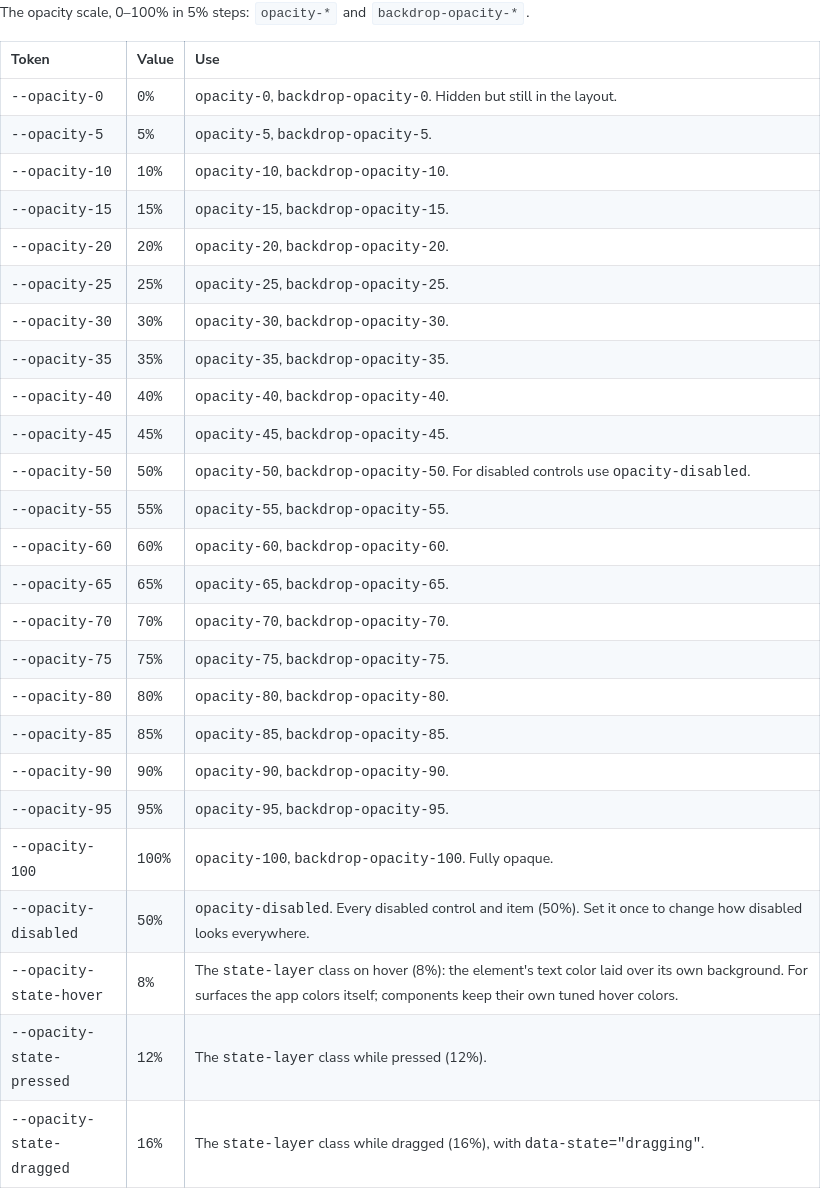 The opacity scale, 0–100% in 5% steps: opacity-* and backdrop-opacity-*.
Token Value Use
--opacity-0 0% opacity-0, backdrop-opacity-0. Hidden but still in the layout.
--opacity-5 5% opacity-5, backdrop-opacity-5.
--opacity-10 10% opacity-10, backdrop-opacity-10.
--opacity-15 15% opacity-15, backdrop-opacity-15.
--opacity-20 20% opacity-20, backdrop-opacity-20.
--opacity-25 25% opacity-25, backdrop-opacity-25.
--opacity-30 30% opacity-30, backdrop-opacity-30.
--opacity-35 35% opacity-35, backdrop-opacity-35.
--opacity-40 40% opacity-40, backdrop-opacity-40.
--opacity-45 45% opacity-45, backdrop-opacity-45.
--opacity-50 50% opacity-50, backdrop-opacity-50. For disabled controls use opacity-disabled.
--opacity-55 55% opacity-55, backdrop-opacity-55.
--opacity-60 60% opacity-60, backdrop-opacity-60.
--opacity-65 65% opacity-65, backdrop-opacity-65.
--opacity-70 70% opacity-70, backdrop-opacity-70.
--opacity-75 75% opacity-75, backdrop-opacity-75.
--opacity-80 80% opacity-80, backdrop-opacity-80.
--opacity-85 85% opacity-85, backdrop-opacity-85.
--opacity-90 90% opacity-90, backdrop-opacity-90.
--opacity-95 95% opacity-95, backdrop-opacity-95.
--opacity-
100
100%
opacity-100, backdrop-opacity-100. Fully opaque.
--opacity-
disabled
50%
opacity-disabled. Every disabled control and item (50%). Set it once to change how disabled
looks everywhere.
--opacity-
state-hover
8%
The state-layer class on hover (8%): the element's text color laid over its own background. For
surfaces the app colors itself; components keep their own tuned hover colors.
--opacity-
state-
pressed
12%
The state-layer class while pressed (12%).
--opacity-
state-
dragged
16%
The state-layer class while dragged (16%), with data-state="dragging".